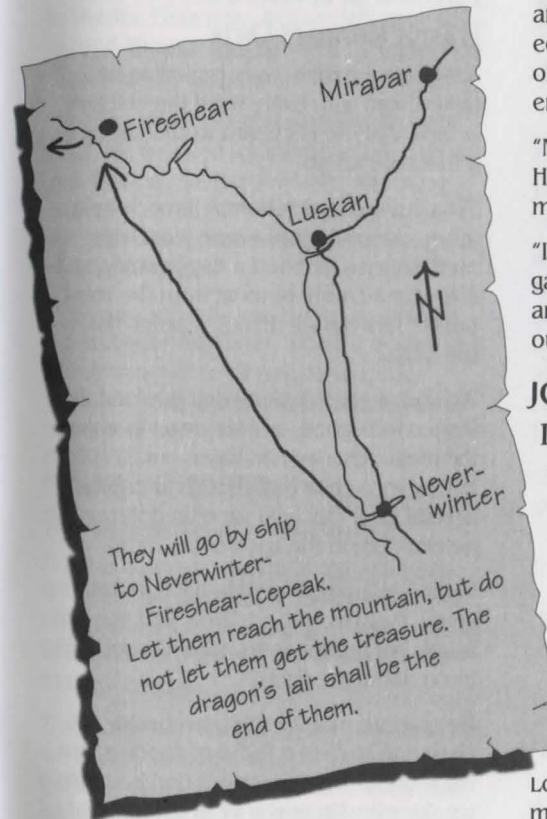 Fireshear
Mirabar
Luskan
Never-
winter
They will go by ship
to Neverwinter-
Fireshear-Icepeak.
Let them reach the mountain, but do
not let them get the treasure. The
dragon's lair shall be the
end of them.